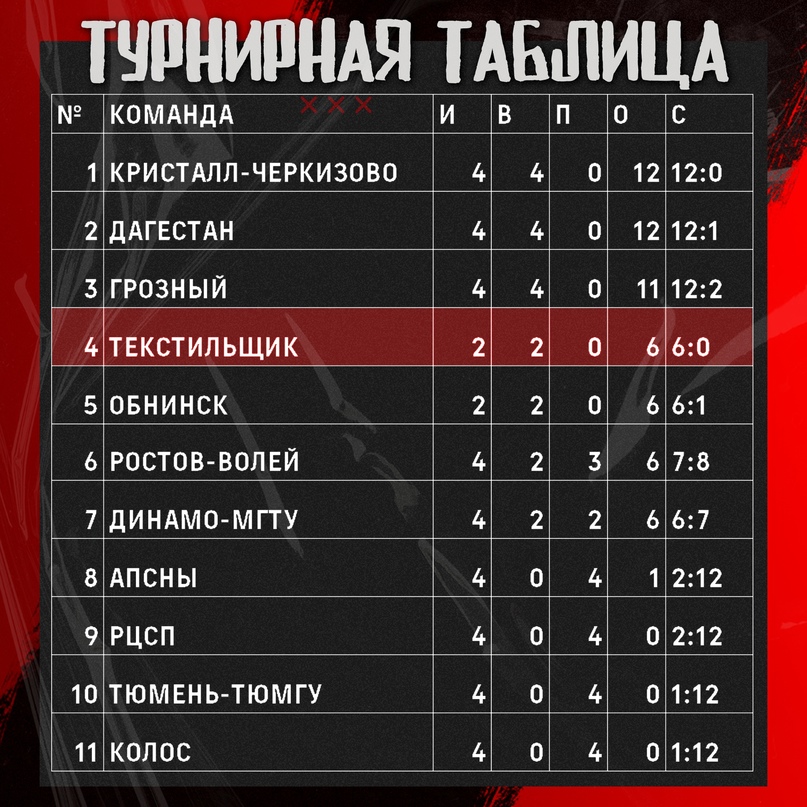 ТУРНИРНАЯ ТАБЛИЦА
№ КОМАНДА И В П О С
1 КРИСТАЛЛ-ЧЕРКИЗОВО 4 4 0 12 12:0
2 ДАГЕСТАН 4 4 0 12 12:1
3 ГРОЗНЫЙ 4 4 0 11 12:2
4 ТЕКСТИЛЬЩИК 2 2 0 6 6:0
5 ОБНИНСК 2 2 0 6 6:1
6 РОСТОВ-ВОЛЕЙ 4 2 3 6 7:8
7 ДИНАМО-МГТУ 4 2 2 6 6:7
8 АПСНЫ 4 0 4 1 2:12
9 РЦСП 4 0 4 0 2:12
10 ТЮМЕНЬ-ТЮМГУ 4 0 4 0 1:12
11 КОЛОС 4 0 4 0 1:12